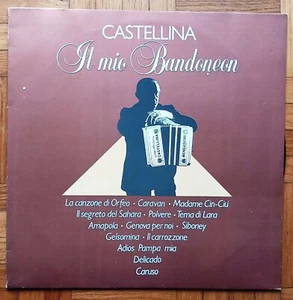 CASTELLINA
Il mio Bandoneon
La canzone di Orfeo • Caravan • Madame Cin-Citi
Il segreto del Sahara • Polvere • Tema di Lara
Amapola • Genova per noi • Siboney
Gelsomina • Il carrozzone
Adios Pampa mia
Delicado
Caruso